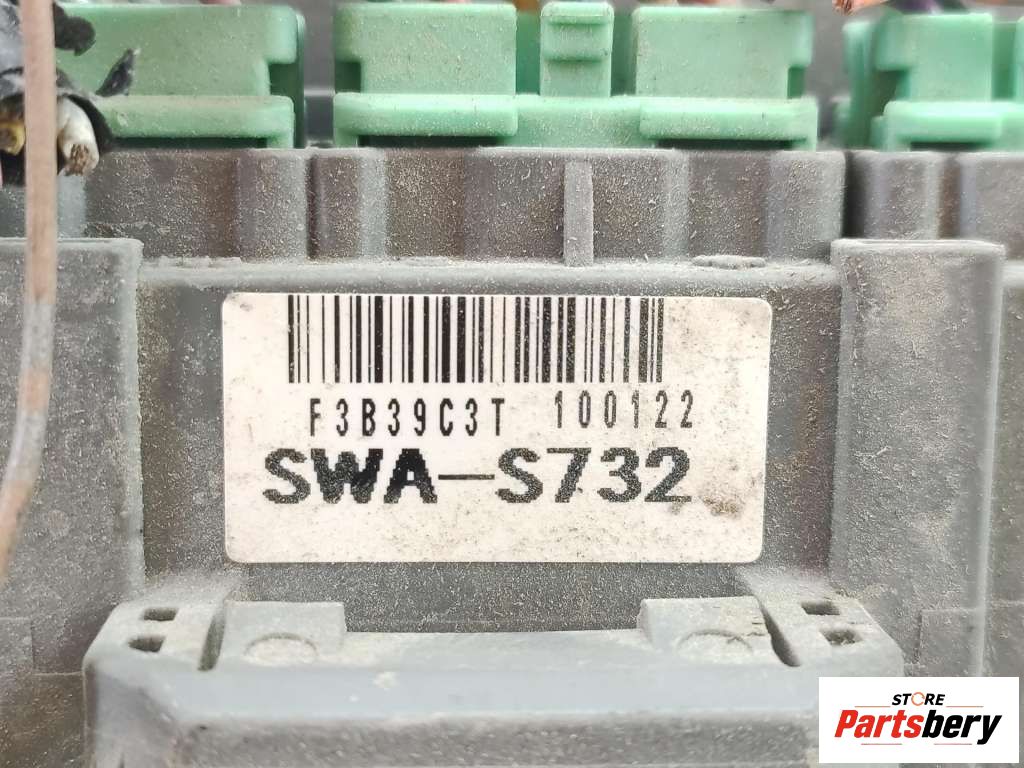 F3B39C3T 100122
SWA-S732
STORE
Partsbery